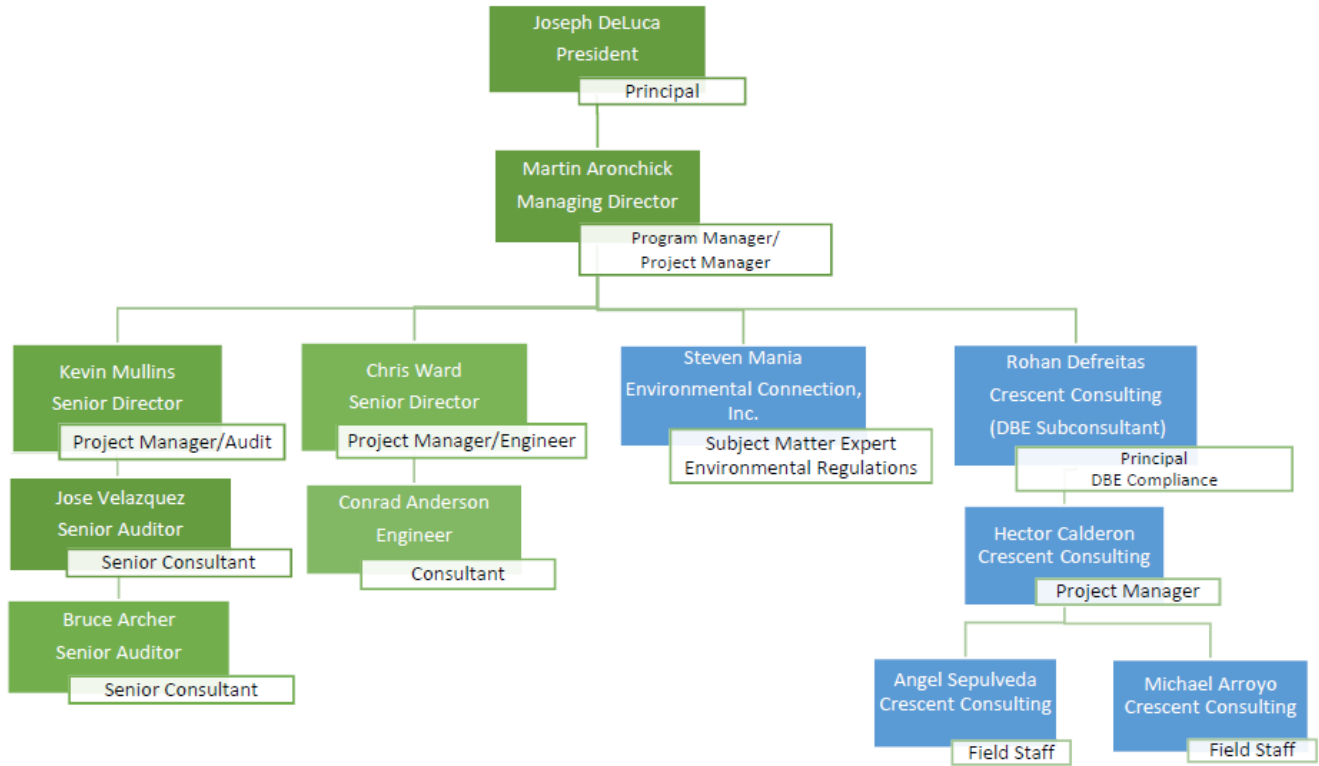 Joseph DeLuca
President
Principal
Martin Aronchick
Managing Director
Program Manager/
Project Manager
Kevin Mullins
Senior Director
Project Manager/Audit
Chris Ward
Senior Director
Project Manager/Engineer
Steven Mania
Environmental Connection,
Inc.
Subject Matter Expert
Environmental Regulations
Rohan Defreitas
Crescent Consulting
(DBE Subconsultant)
Principal
DBE Compliance
Jose Velazquez
Senior Auditor
Senior Consultant
Conrad Anderson
Engineer
Consultant
Hector Calderon
Crescent Consulting
Project Manager
Bruce Archer
Senior Auditor
Senior Consultant
Angel Sepulveda
Crescent Consulting
Field Staff
Michael Arroyo
Crescent Consulting
Field Staff